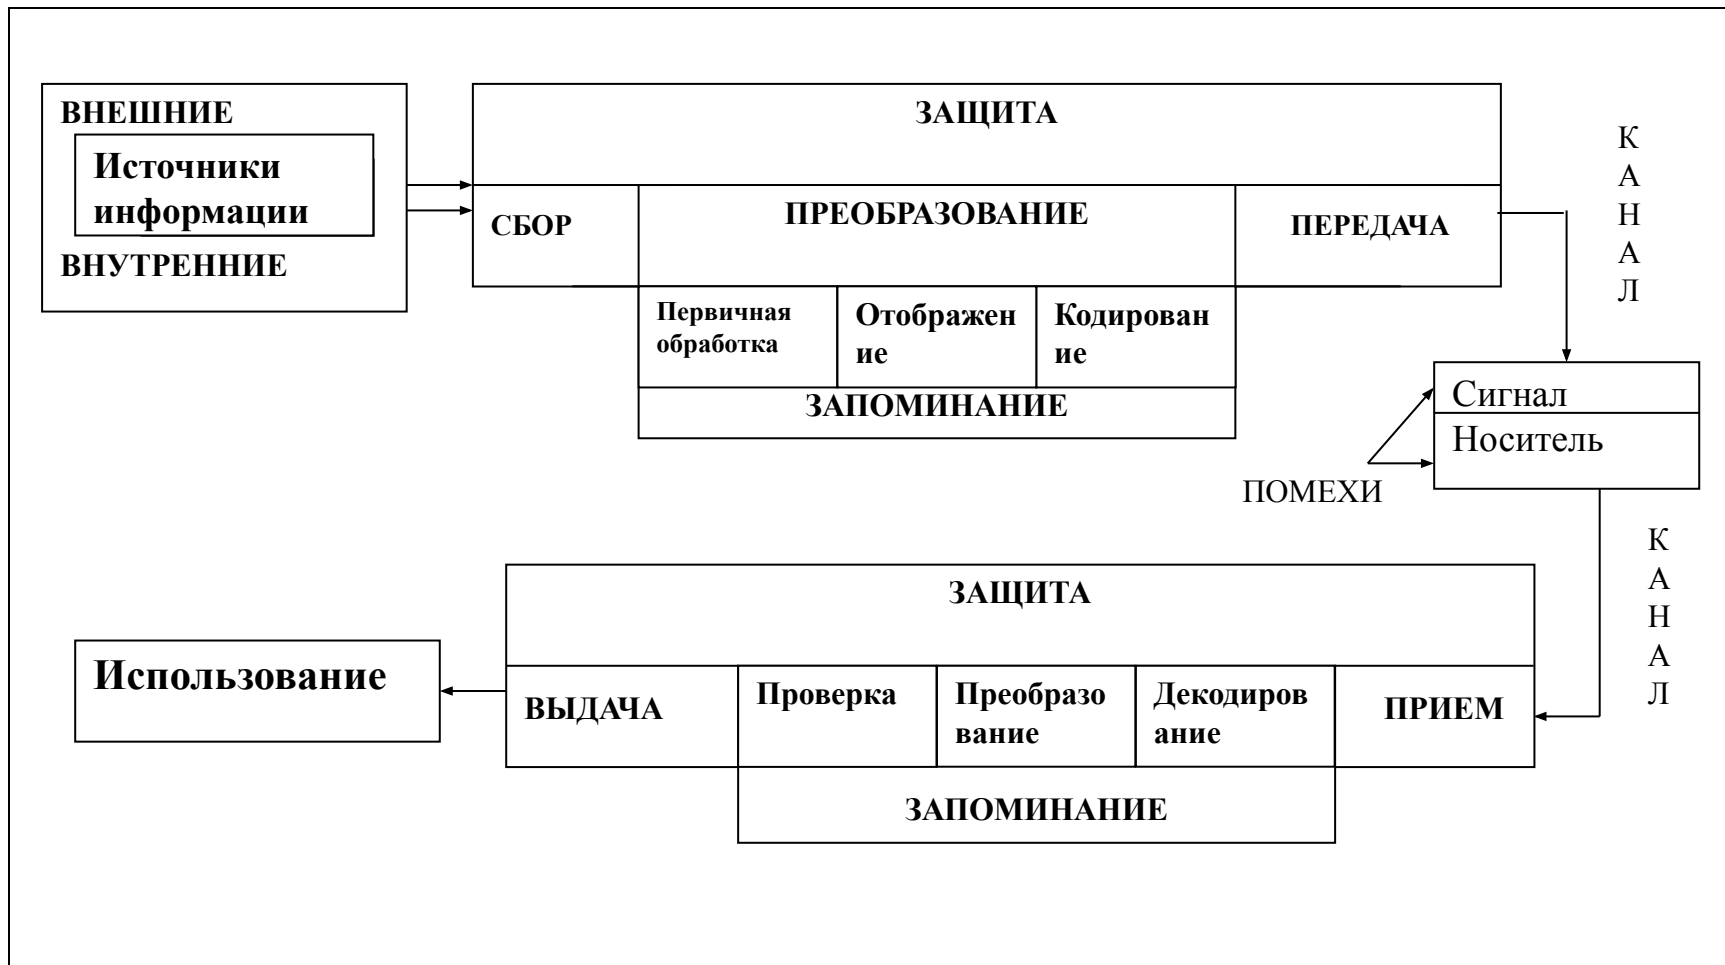 ВНЕШНИЕ
Источники
информации
ВНУТРЕННИЕ
ЗАЩИТА
СБОР
ПРЕОБРАЗОВАНИЕ
ПЕРЕДАЧА
Первичная
обработка
Отображен
ие
Кодирован
ие
ЗАПОМИНАНИЕ
К
А
Н
А
Л
Сигнал
Носитель
ПОМЕХИ
К
А
Н
А
Л
ЗАЩИТА
Использование
ВЫДАЧА
Проверка
Преобразо
вание
Декодиров
ание
ПРИЕМ
ЗАПОМИНАНИЕ